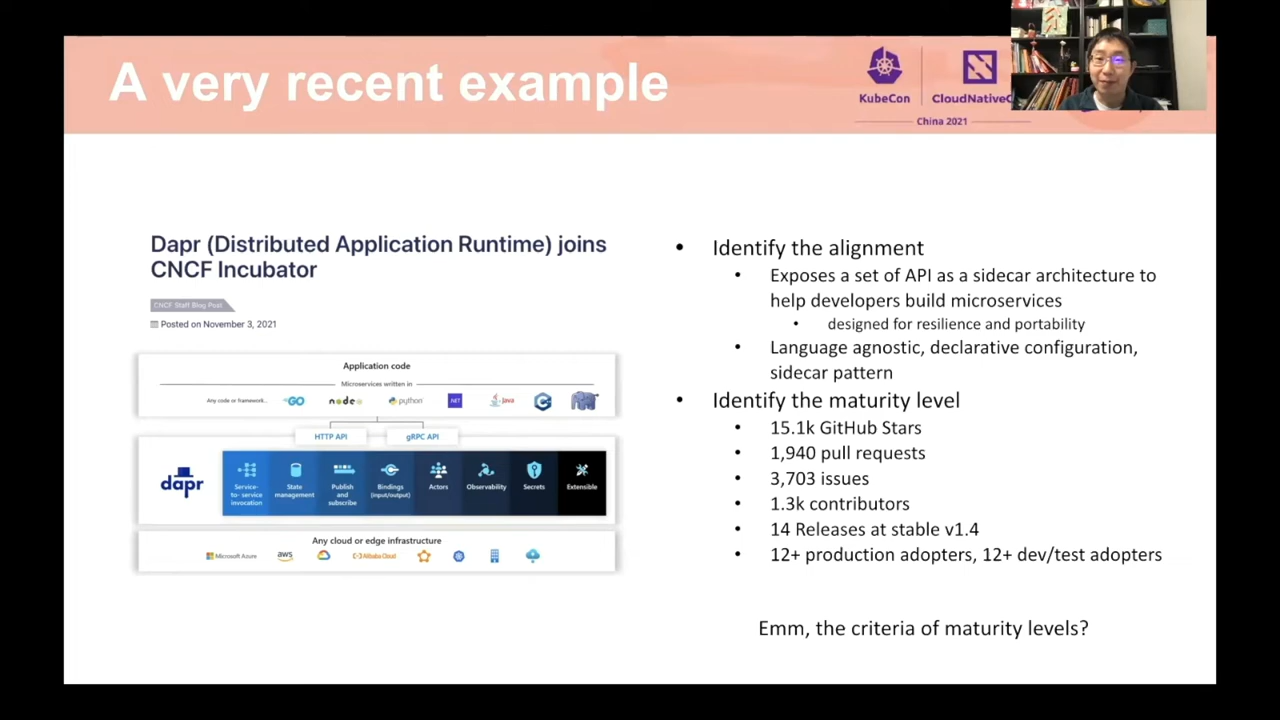 A very recent example
KubeCon
CloudNativeC
China 2021
Dapr (Distributed Application Runtime) joins
CNCF Incubator
CNCF Staff Blog Post
Posted on November 3, 2021
Application code
Microservices written in
Any code or framework...
GO
node
python
.NET
Java
HTTP API
gRPC API
dapr
Service-
to- service
invocation
State
management
Publish
and
subscribe
Bindings
(input/output)
Actors
Observability
Secrets
Extensible
Any cloud or edge infrastructure
Microsoft Azure
aws
Alibaba Cloud
• Identify the alignment
• Exposes a set of API as a sidecar architecture to
help developers build microservices
• designed for resilience and portability
• Language agnostic, declarative configuration,
sidecar pattern
• Identify the maturity level
• 15.1k GitHub Stars
• 1,940 pull requests
• 3,703 issues
• 1.3k contributors
• 14 Releases at stable v1.4
• 12+ production adopters, 12+ dev/test adopters
Emm, the criteria of maturity levels?